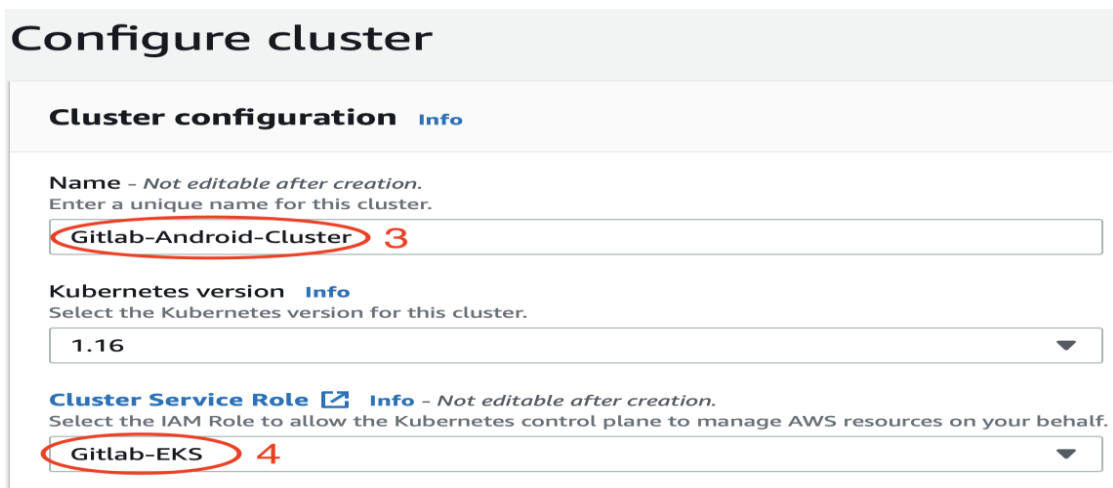 Configure cluster
Cluster configuration Info
Name - Not editable after creation.
Enter a unique name for this cluster.
Gitlab-Android-Cluster 3
Kubernetes version Info
Select the Kubernetes version for this cluster.
1.16
Cluster Service Role Info - Not editable after creation.
Select the IAM Role to allow the Kubernetes control plane to manage AWS resources on your behalf.
Gitlab-EKS 4